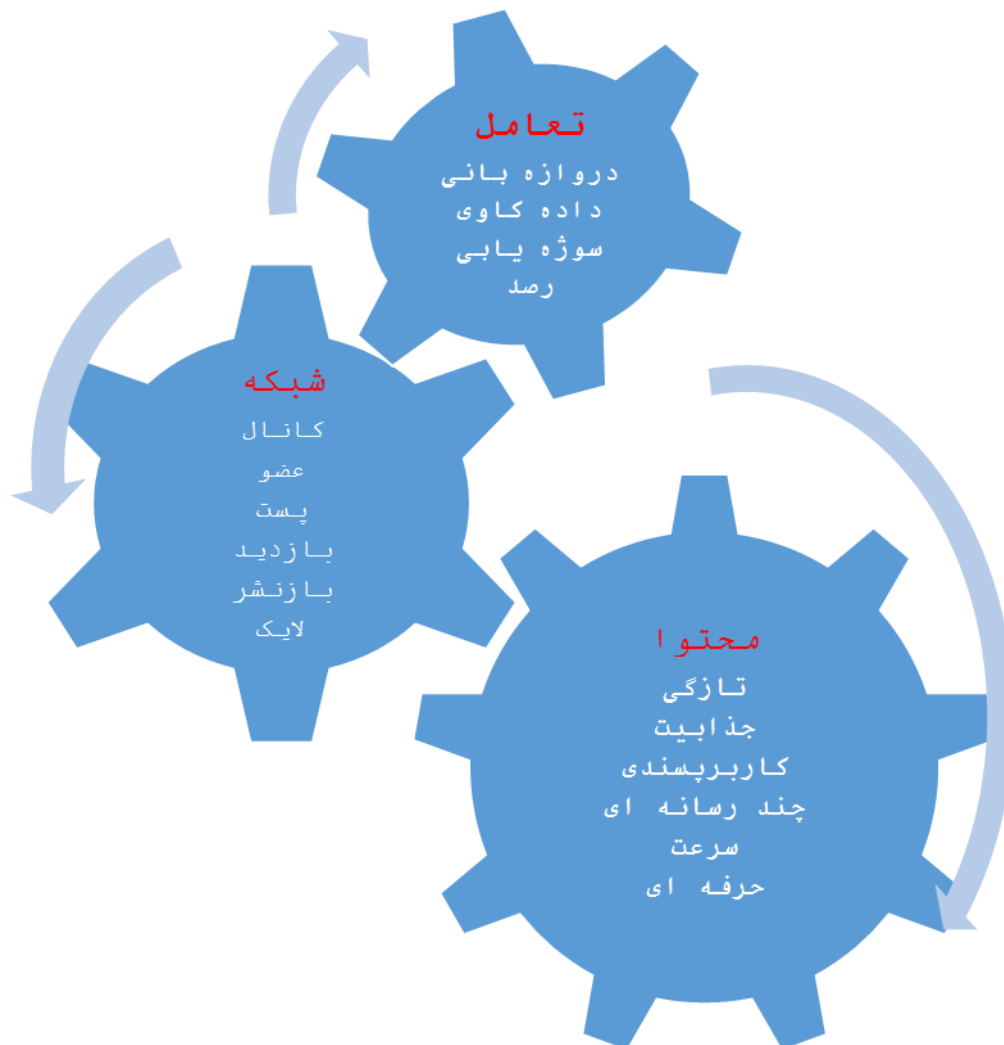 تعامل
دروازه بانی
داده کاوی
سوژه یابی
رصد
شبکه
کانال
عضو
پست
بازدید
بازنشر
لایک
محتوا
تازگی
جذابیت
کاربرپسندی
چند رسانه ای
سرعت
حرفه ای